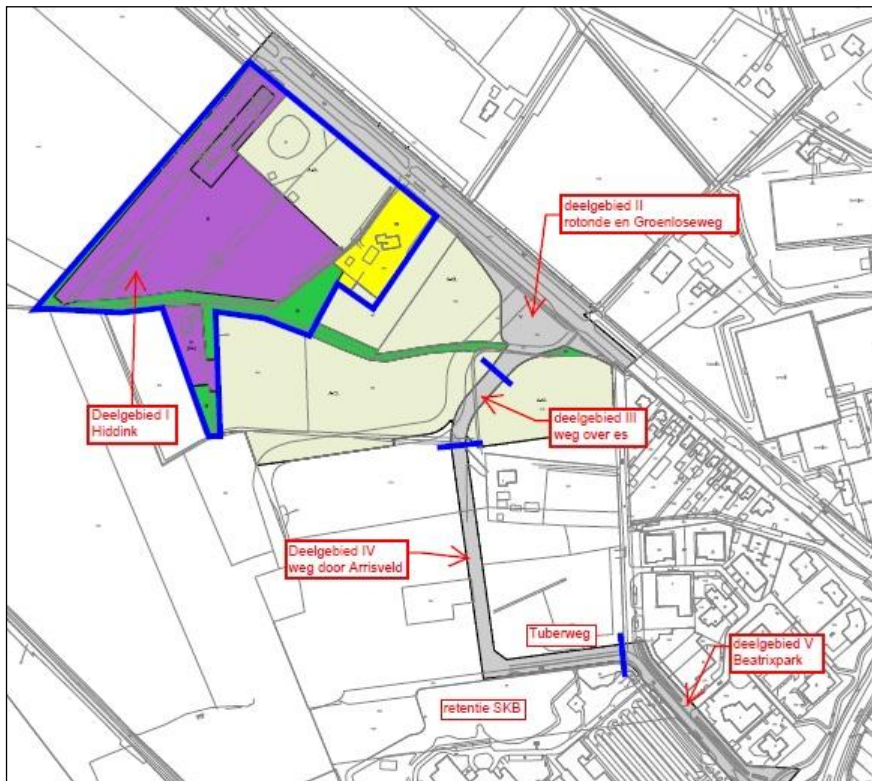 deelgebied II
rotonde en Groenloseweg
Deelgebied I
Hiddink
deelgebied III
weg over es
Deelgebied IV
weg door Arrisveld
Tuberweg
deelgebied V
Beatrixpark
retentie SKB